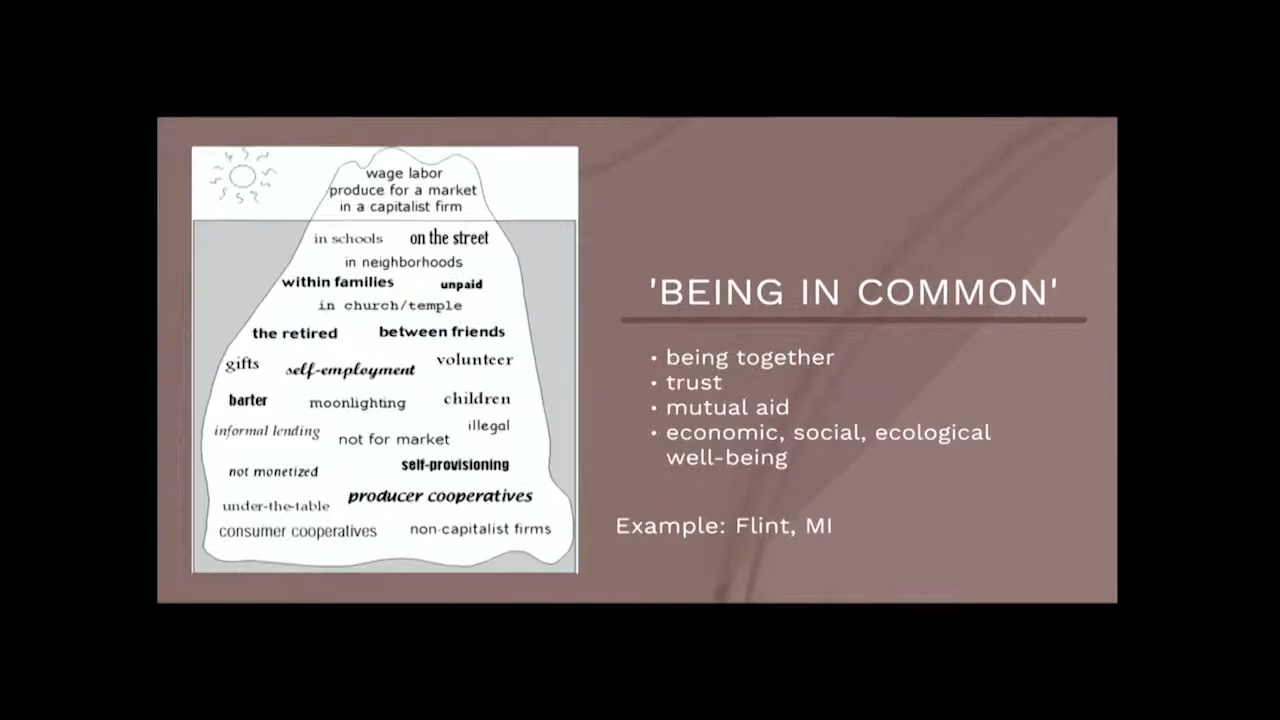 wage labor
produce for a market
in a capitalist firm
in schools on the street
in neighborhoods
within families unpaid
in church/temple
the retired between friends
gifts self-employment volunteer
barter moonlighting children
informal lending not for market illegal
not monetized self-provisioning
under-the-table producer cooperatives
consumer cooperatives non-capitalist firms
'BEING IN COMMON'
• being together
• trust
• mutual aid
• economic, social, ecological
well-being
Example: Flint, MI